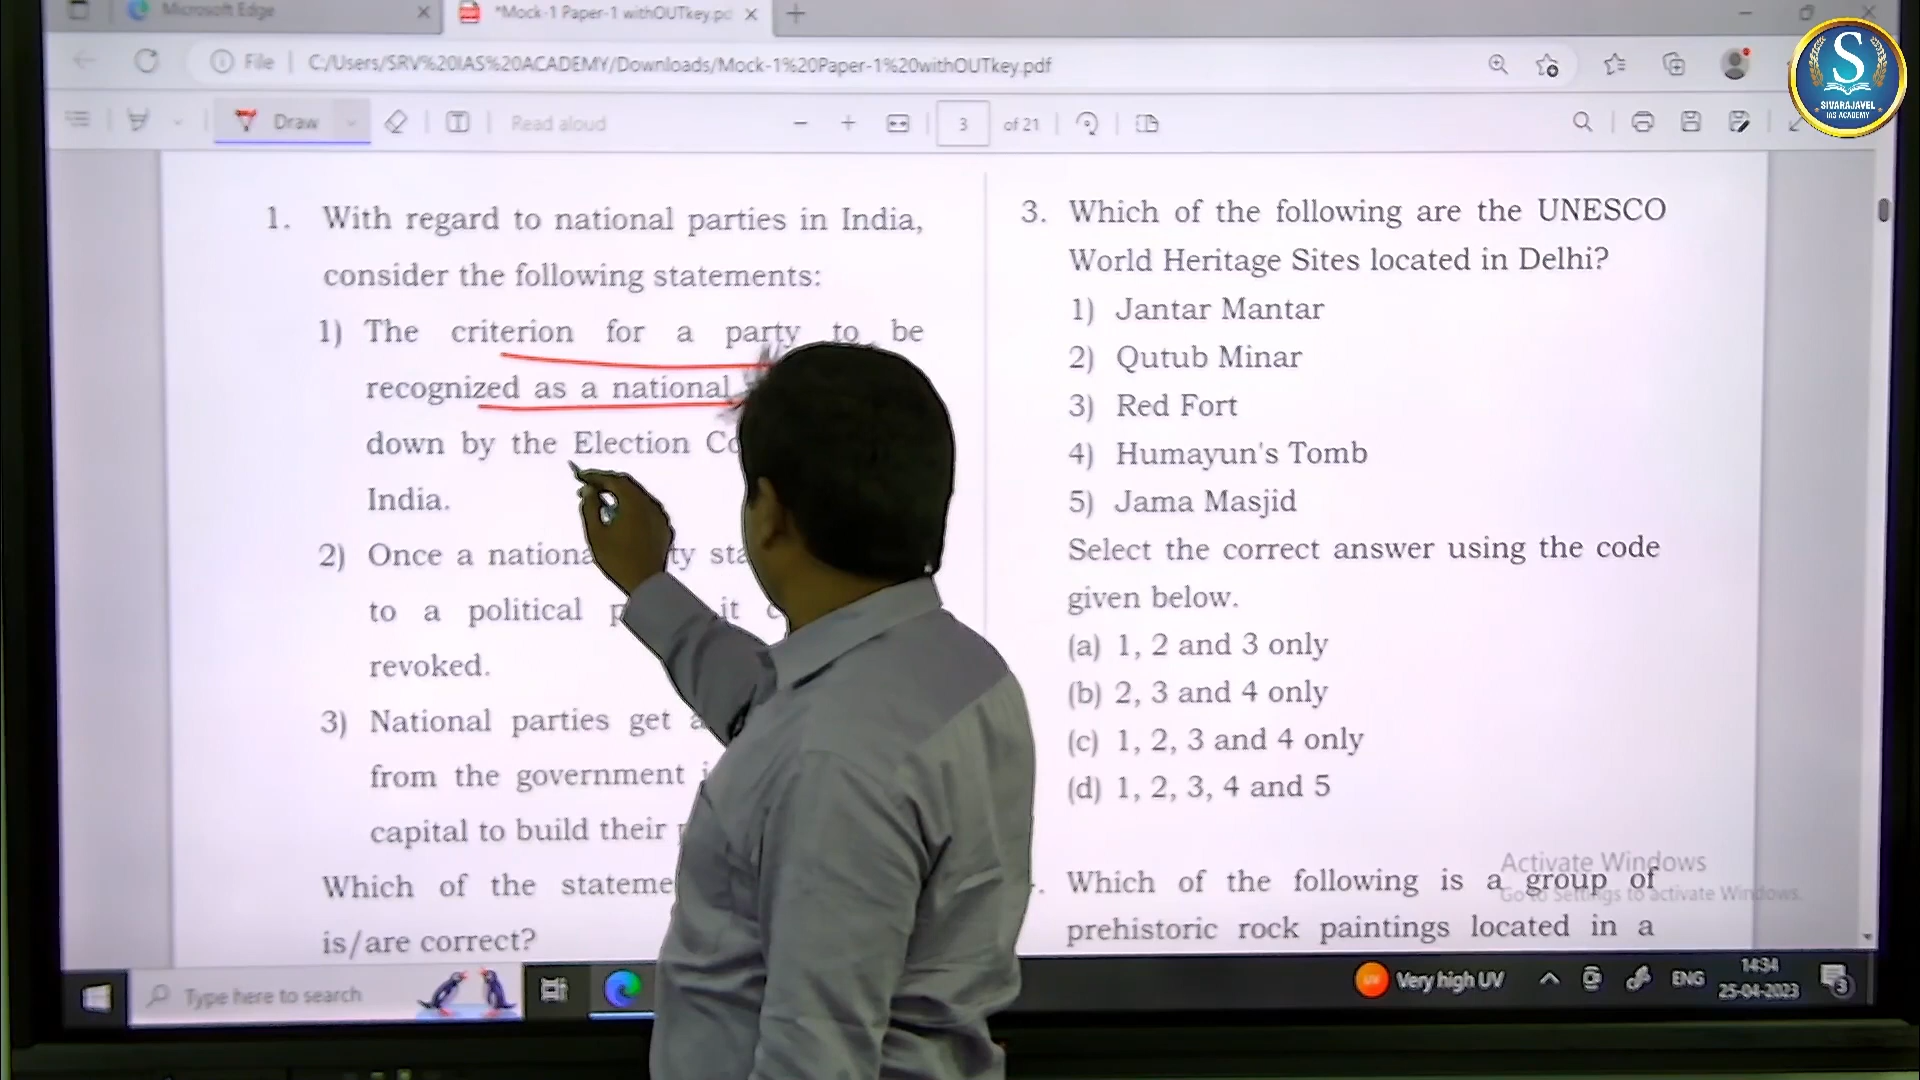 Microsoft Edge
*Mock-1 Paper-1 withOUTkey.pd
File
C:/Users/SRV%20IAS%20ACADEMY/Downloads/Mock-1%20Paper-1%20withOUTkey.pdf
Draw
Read aloud
3 of 21
S
SIVARAJAVEL
IAS ACADEMY
1. With regard to national parties in India,
consider the following statements:
1) The criterion for a party to be
recognized as a national
down by the Election
India.
2) Once a
to a political it
revoked.
3) National parties get
from the government
capital to build their
Which of the
is/are correct?
3. Which of the following are the UNESCO
World Heritage Sites located in Delhi?
1) Jantar Mantar
2) Qutub Minar
3) Red Fort
4) Humayun's Tomb
5) Jama Masjid
Select the correct answer using the code
given below.
(a) 1, 2 and 3 only
(b) 2, 3 and 4 only
(c) 1, 2, 3 and 4 only
(d) 1, 2, 3, 4 and 5
Which of the following is a group of
prehistoric rock paintings located in a
Activate Windows
Go to Settings to activate Windows.
Type here to search
Very high UV
ENG
14:34
25-04-2023
3